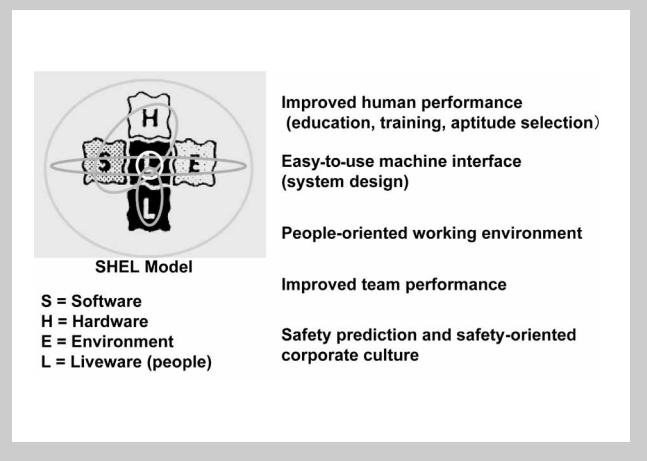 H
S L E
L
SHEL Model
S = Software
H = Hardware
E = Environment
L = Liveware (people)
Improved human performance
(education, training, aptitude selection）
Easy-to-use machine interface
(system design)
People-oriented working environment
Improved team performance
Safety prediction and safety-oriented
corporate culture